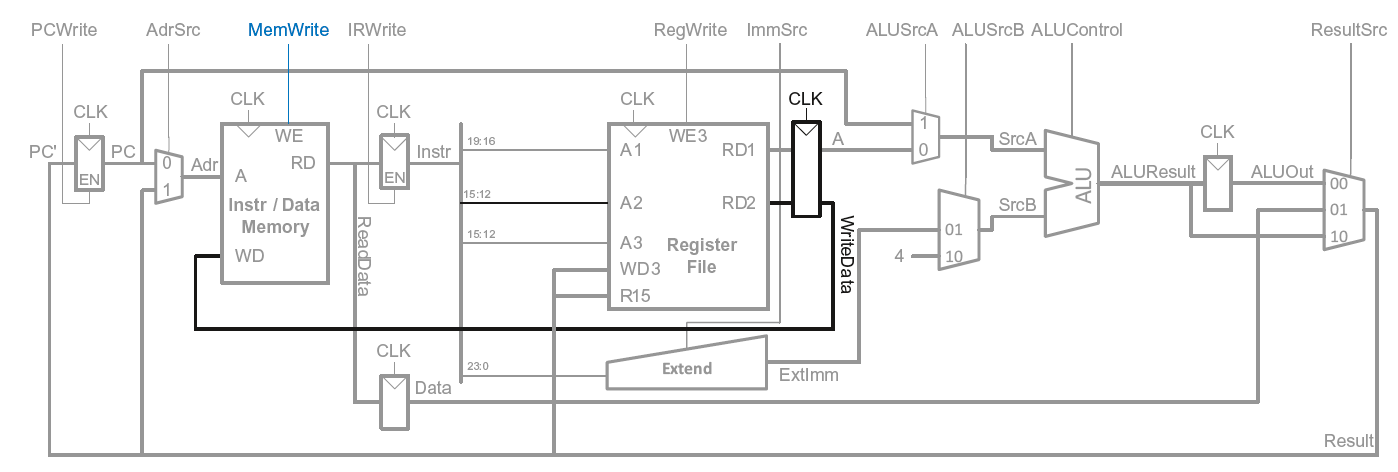 PCWrite AdrSrc MemWrite IRWrite RegWrite ImmSrc ALUSrcA ALUSrcB ALUControl ResultSrc
CLK CLK CLK CLK CLK CLK
PC' PC EN
0 1 Adr
WE RD A
Instr / Data
Memory
WD
EN Instr
ReadData
19:16
15:12
15:12
23:0
WE3
A1 RD1
A2 RD2
A3
WD3
R15
Register
File
A
WriteData
1
0
SrcA
01
10
4
SrcB
ALU
ALUResult
CLK
ALUOut
00
01
10
CLK
Data
Extend
ExtImm
Result